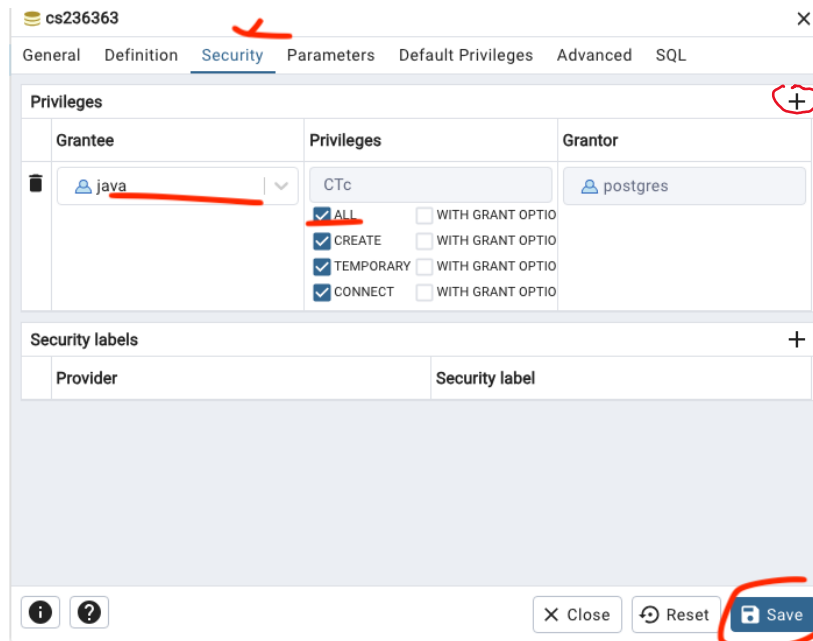 cs236363
General Definition Security Parameters Default Privileges Advanced SQL
Privileges
Grantee Privileges Grantor
java CTc postgres
ALL WITH GRANT OPTIO
CREATE WITH GRANT OPTIO
TEMPORARY WITH GRANT OPTIO
CONNECT WITH GRANT OPTIO
Security labels
Provider Security label
Close Reset Save